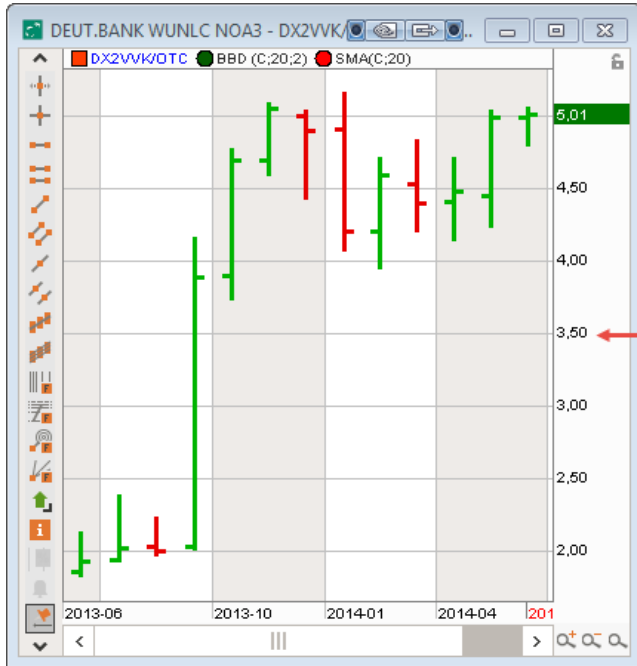 DEUT.BANK WUNLC NOA3 - DX2VVK/ ..
DX2VVK/OTC BBD (C;20;2) SMA(C;20)
5,01
4,50
4,00
3,50
3,00
2,50
2,00
2013-06 2013-10 2014-01 2014-04 201
F
F
F
F
i